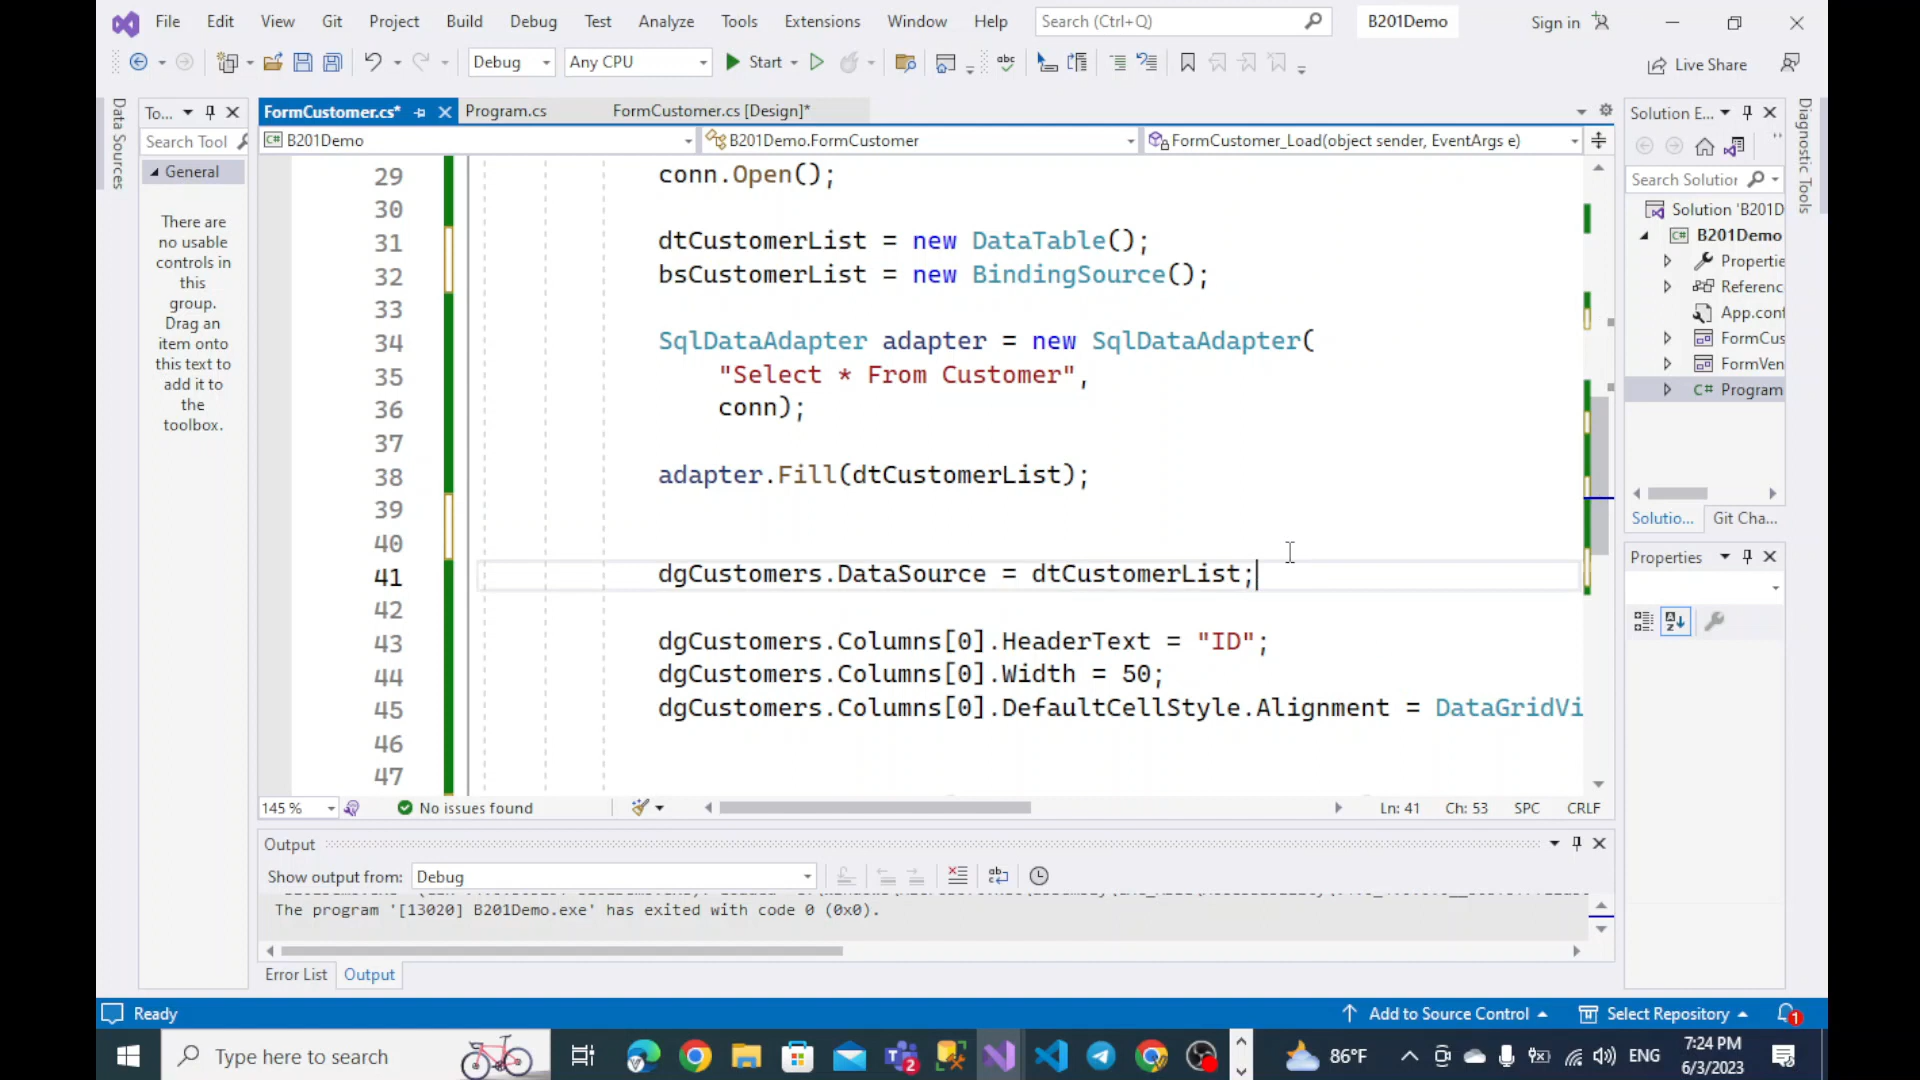 File Edit View Git Project Build Debug Test Analyze Tools Extensions Window Help Search (Ctrl+Q) B201Demo Sign in
Debug Any CPU Start Live Share
Data Sources
To...
Search Tool
General
There are
no usable
controls in
this
group.
Drag an
item onto
this text to
add it to
the
toolbox.
FormCustomer.cs* Program.cs FormCustomer.cs [Design]*
B201Demo B201Demo.FormCustomer FormCustomer_Load(object sender, EventArgs e)
29 conn.Open();
30
31 dtCustomerList = new DataTable();
32 bsCustomerList = new BindingSource();
33
34 SqlDataAdapter adapter = new SqlDataAdapter(
35 "Select * From Customer",
36 conn);
37
38 adapter.Fill(dtCustomerList);
39
40
41 dgCustomers.DataSource = dtCustomerList;
42
43 dgCustomers.Columns[0].HeaderText = "ID";
44 dgCustomers.Columns[0].Width = 50;
45 dgCustomers.Columns[0].DefaultCellStyle.Alignment = DataGridVi
46
47
145 % No issues found Ln: 41 Ch: 53 SPC CRLF
Output
Show output from: Debug
The program '[13020] B201Demo.exe' has exited with code 0 (0x0).
Error List Output
Solution E...
Search Solution
Solution 'B201D
B201Demo
Propertie
Referenc
App.conf
FormCus
FormVen
C# Program
Solutio... Git Cha...
Properties
Diagnostic Tools
Ready Add to Source Control Select Repository 1
Type here to search 2 86°F ENG 7:24 PM
6/3/2023